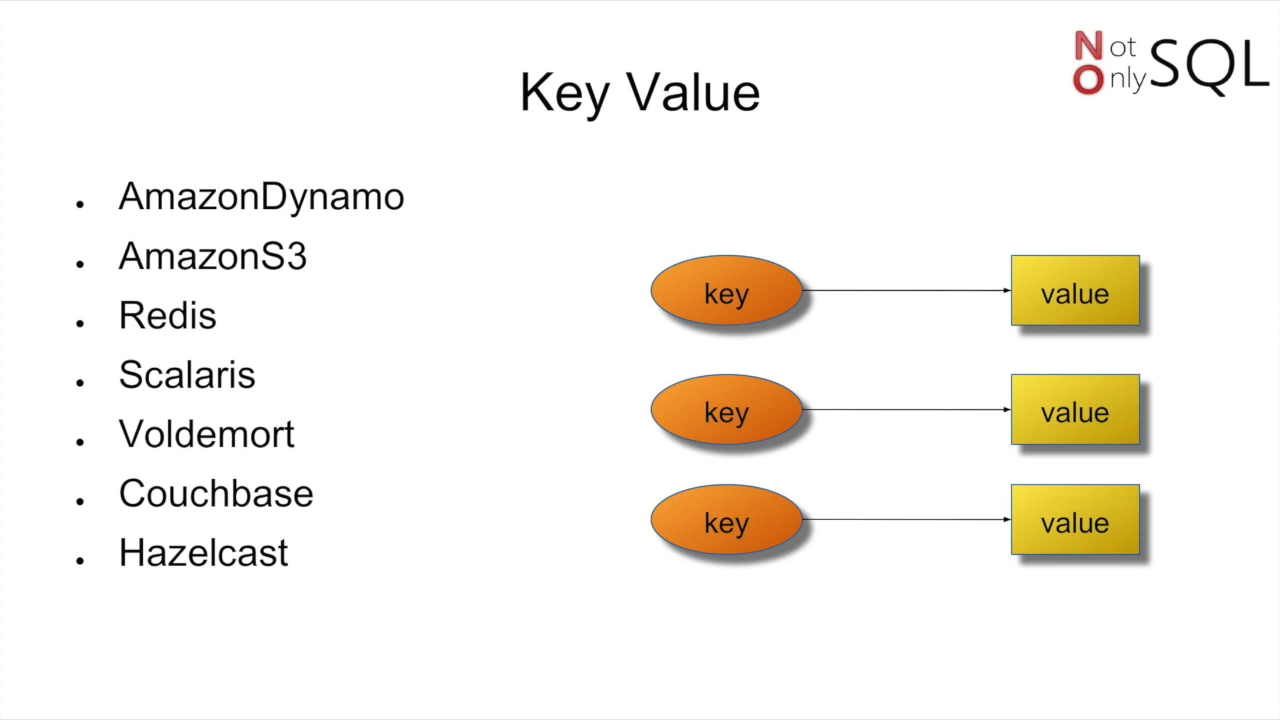 Not
Only SQL
Key Value
• AmazonDynamo
• AmazonS3
• Redis
• Scalaris
• Voldemort
• Couchbase
• Hazelcast
key
value
key
value
key
value